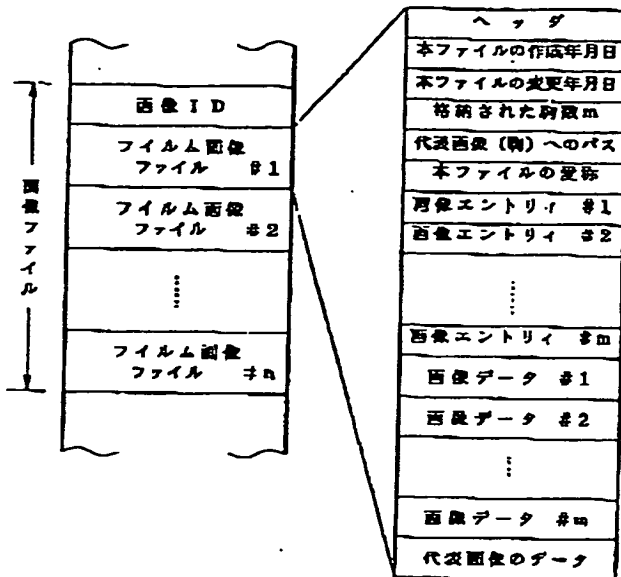 画像ファイル
画像ID
フイルム画像
ファイル #1
フイルム画像
ファイル #2
フイルム画像
ファイル #n
ヘッダ
本ファイルの作成年月日
本ファイルの変更年月日
格納された駒数m
代表画像(駒)へのパス
本ファイルの愛称
画像エントリィ #1
画像エントリィ #2
画像エントリィ #m
画像データ #1
画像データ #2
画像データ #m
代表画像のデータ